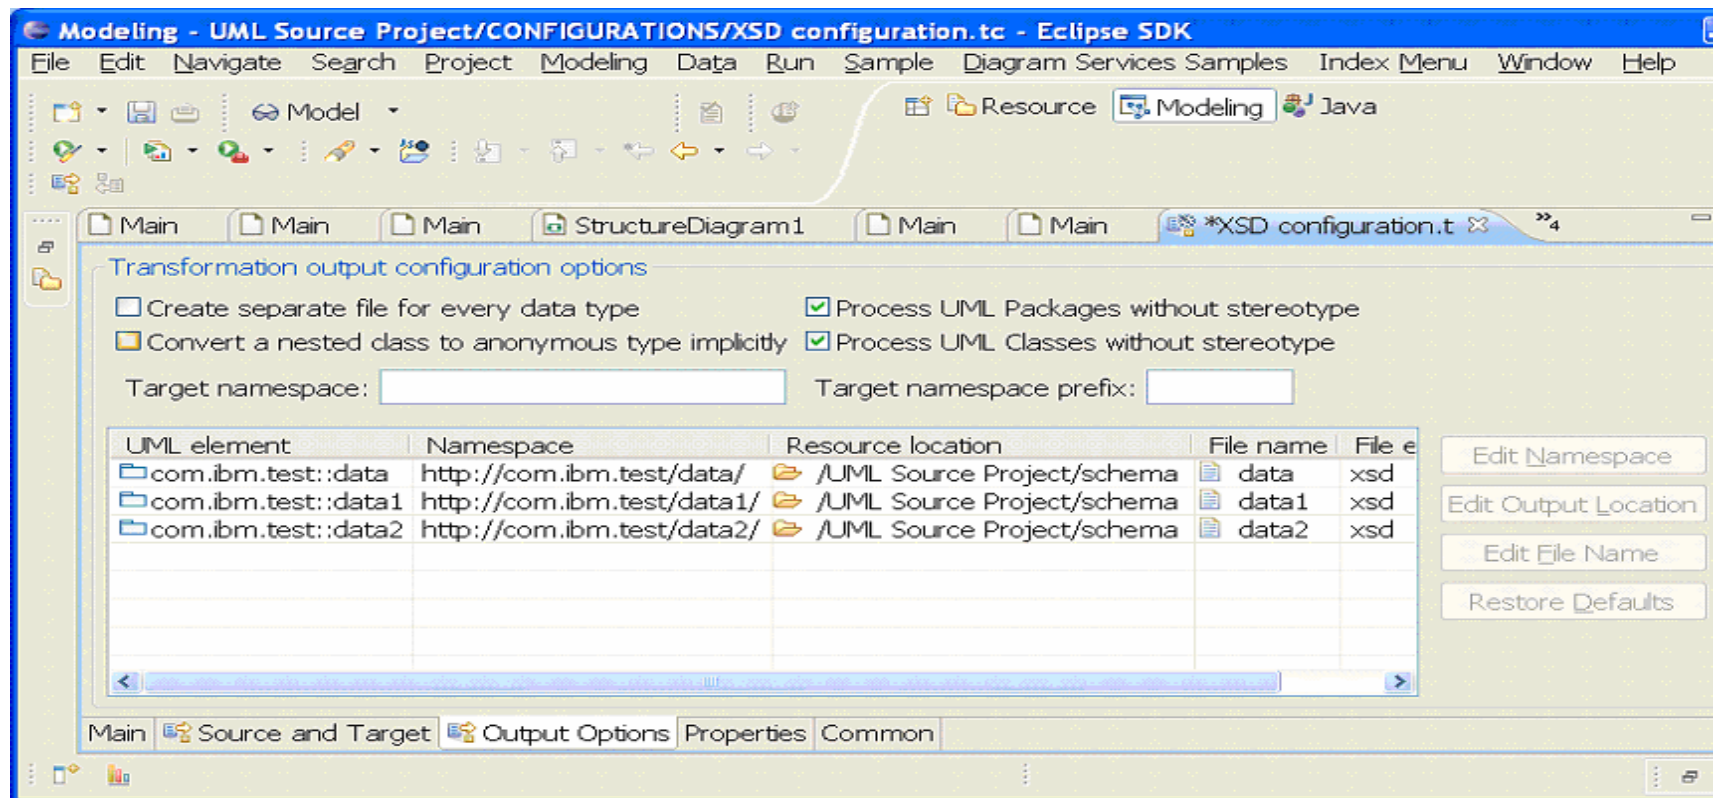 Modeling - UML Source Project/CONFIGURATIONS/XSD configuration.tc - Eclipse SDK
File Edit Navigate Search Project Modeling Data Run Sample Diagram Services Samples Index Menu Window Help
Model Resource Modeling Java
Main Main Main StructureDiagram1 Main Main *XSD configuration.t »4
Transformation output configuration options
Create separate file for every data type Process UML Packages without stereotype
Convert a nested class to anonymous type implicitly Process UML Classes without stereotype
Target namespace: Target namespace prefix:
UML element Namespace Resource location File name File e
com.ibm.test::data http://com.ibm.test/data/ /UML Source Project/schema data xsd
com.ibm.test::data1 http://com.ibm.test/data1/ /UML Source Project/schema data1 xsd
com.ibm.test::data2 http://com.ibm.test/data2/ /UML Source Project/schema data2 xsd
Edit Namespace
Edit Output Location
Edit File Name
Restore Defaults
Main Source and Target Output Options Properties Common